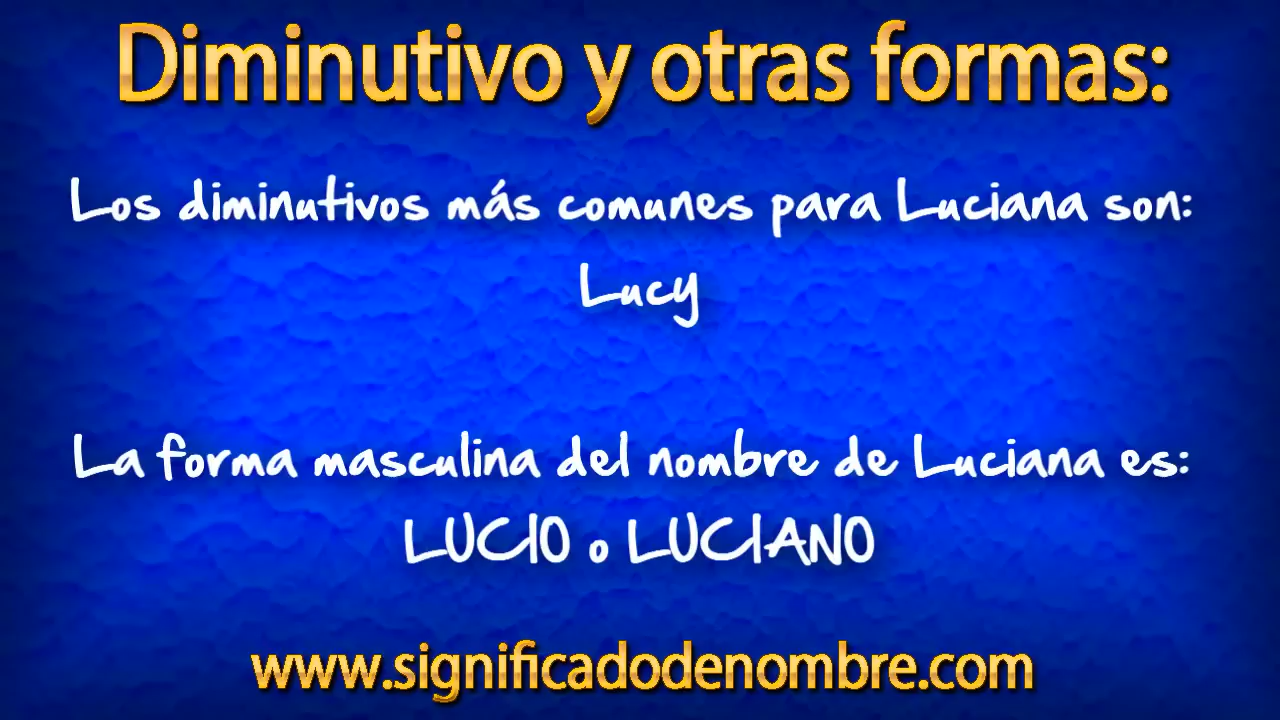 Diminutivo y otras formas:
Los diminutivos más comunes para Luciana son:
Lucy
La forma masculina del nombre de Luciana es:
LUCIO o LUCIANO
www.significadodenombre.com